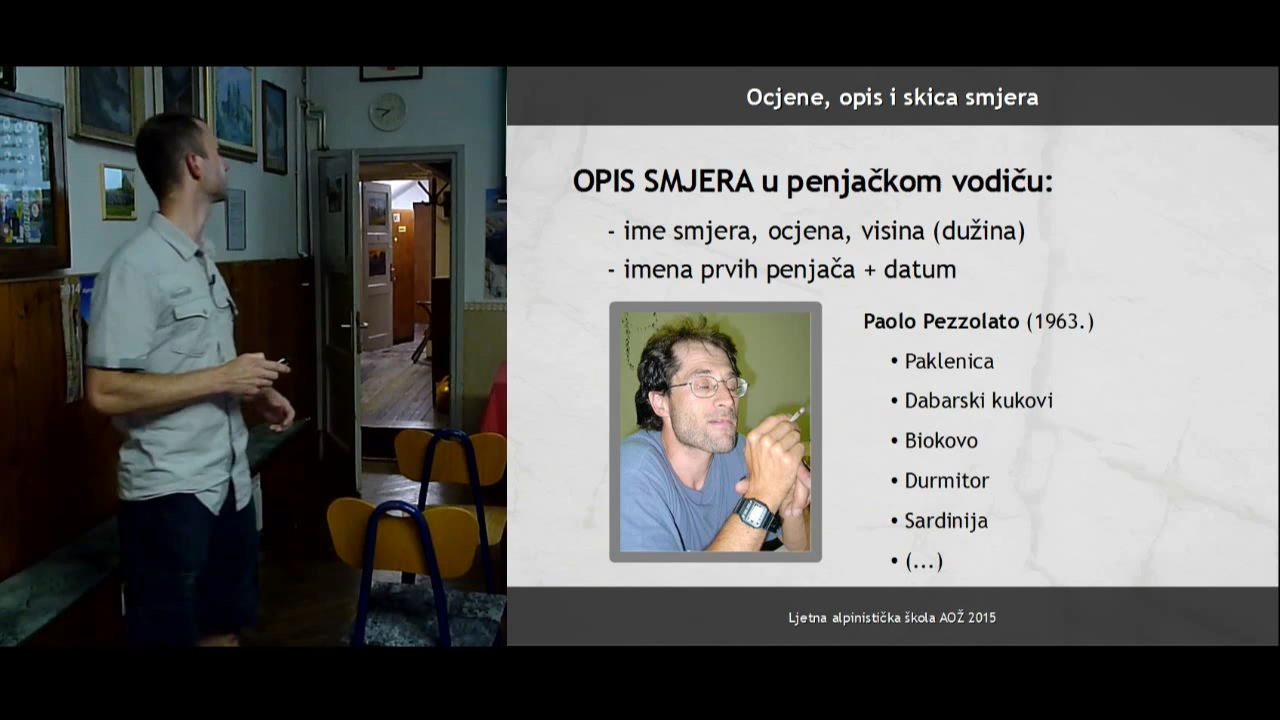 Ocjene, opis i skica smjera
OPIS SMJERA u penjačkom vodiču:
- ime smjera, ocjena, visina (dužina)
- imena prvih penjača + datum
Paolo Pezzolato (1963.)
• Paklenica
• Dabarski kukovi
• Biokovo
• Durmitor
• Sardinija
• (...)
Ljetna alpinistička škola AOŽ 2015